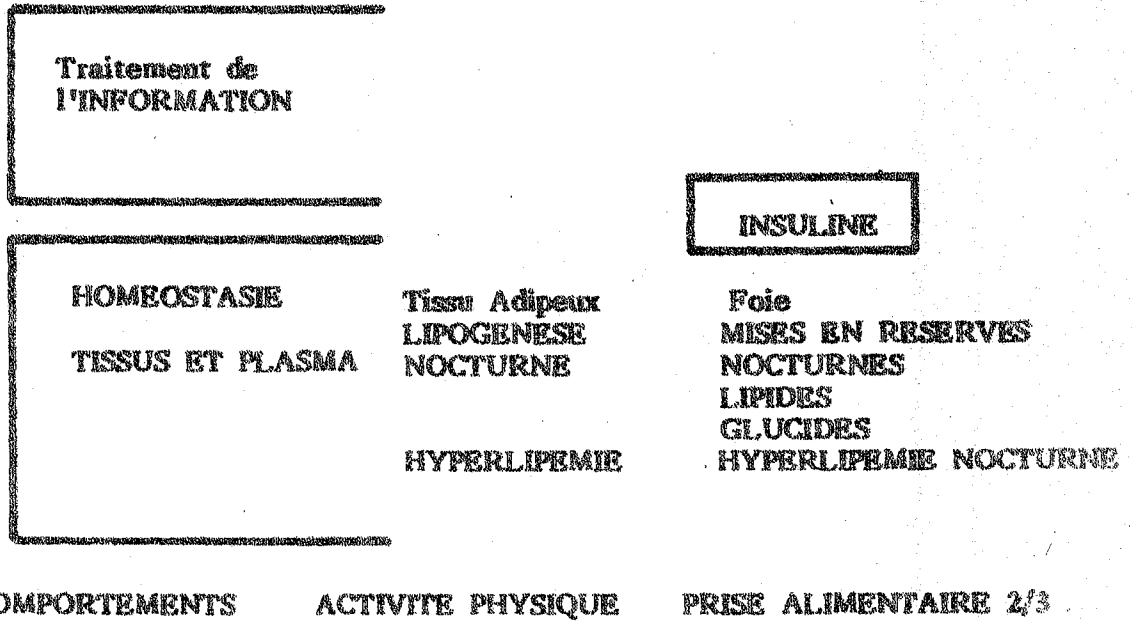 Traitement de
l'INFORMATION
INSULINE
HOMEOSTASIE
TISSUS ET PLASMA
Tissu Adipeux
LIPOGENESE
NOCTURNE
HYPERLIPEMIE
Foie
MISES EN RESERVES
NOCTURNES
LIPIDES
GLUCIDES
HYPERLIPEMIE NOCTURNE
OMPORTEMENTS ACTIVITE PHYSIQUE PRISE ALIMENTAIRE 2/3